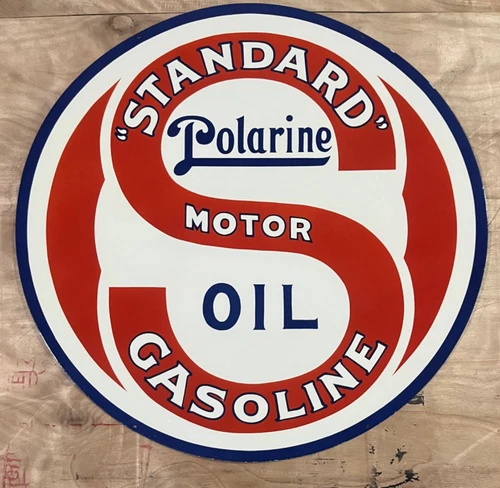 "STANDARD"
Polarine
MOTOR
OIL
GASOLINE